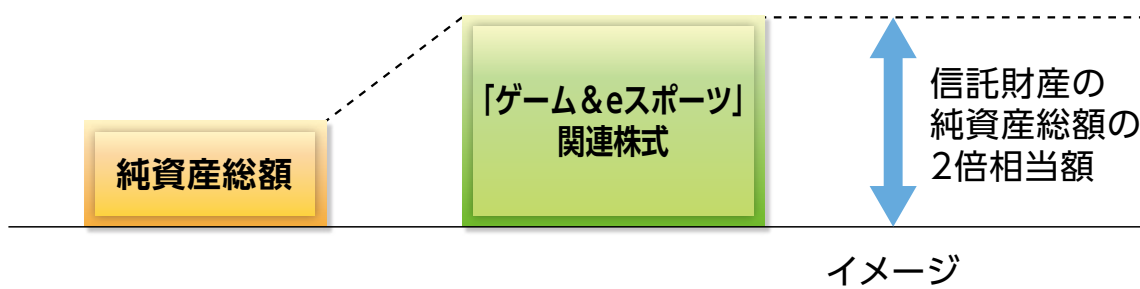 純資産総額
「ゲーム＆eスポーツ」
関連株式
信託財産の
純資産総額の
2倍相当額
イメージ